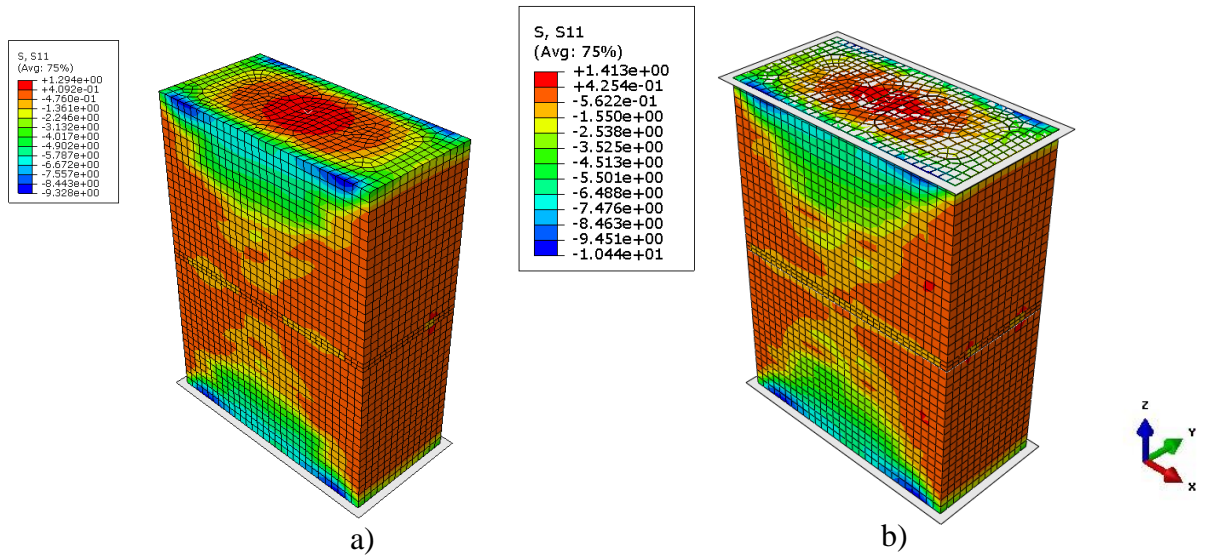 S, S11
(Avg: 75%)
+1.294e+00
+4.092e-01
-4.760e-01
-1.361e+00
-2.246e+00
-3.132e+00
-4.017e+00
-4.902e+00
-5.787e+00
-6.672e+00
-7.557e+00
-8.443e+00
-9.328e+00
a)
S, S11
(Avg: 75%)
+1.413e+00
+4.254e-01
-5.622e-01
-1.550e+00
-2.538e+00
-3.525e+00
-4.513e+00
-5.501e+00
-6.488e+00
-7.476e+00
-8.463e+00
-9.451e+00
-1.044e+01
b)
Z
Y
X